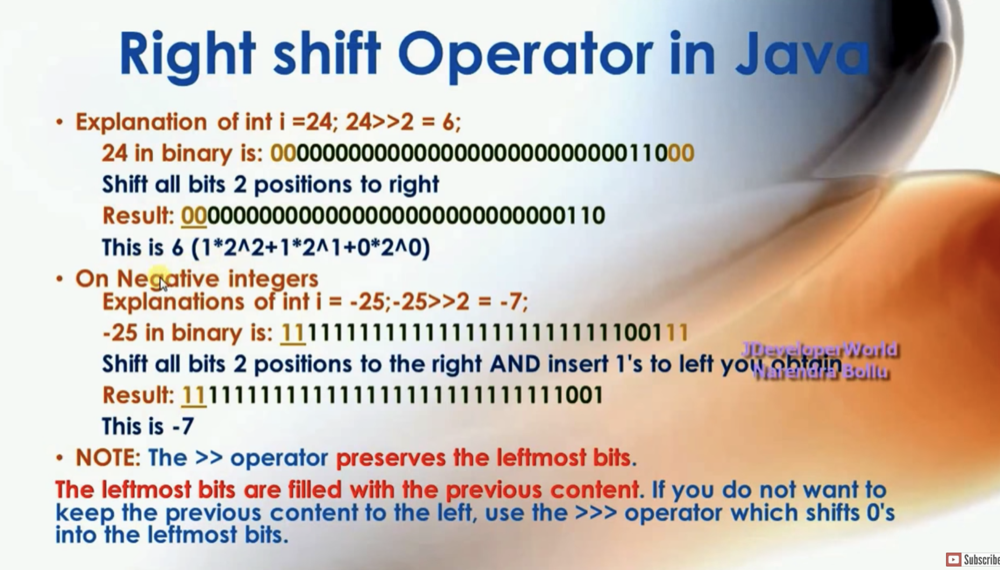 Right shift Operator in Java
• Explanation of int i =24; 24>>2 = 6;
24 in binary is: 00000000000000000000000000011000
Shift all bits 2 positions to right
Result: 00000000000000000000000000000110
This is 6 (1*2^2+1*2^1+0*2^0)
• On Negative integers
Explanations of int i = -25;-25>>2 = -7;
-25 in binary is: 11111111111111111111111111100111
Shift all bits 2 positions to the right AND insert 1's to left you obtain
JDeveloperWorld
Narendra Bollu
Result: 11111111111111111111111111111001
This is -7
• NOTE: The >> operator preserves the leftmost bits.
The leftmost bits are filled with the previous content. If you do not want to
keep the previous content to the left, use the >>> operator which shifts 0's
into the leftmost bits.
Subscribe